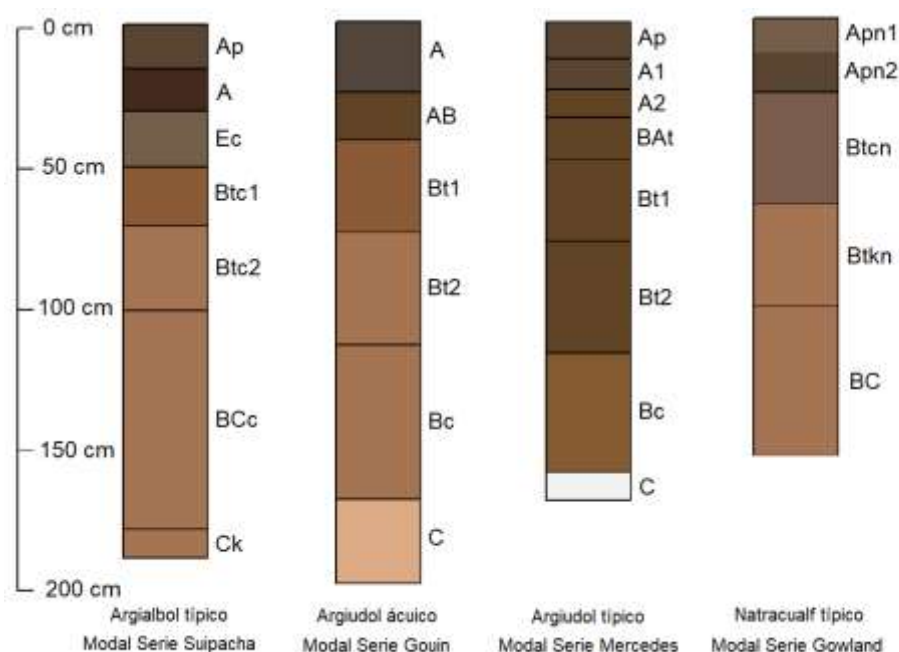 0 cm
50 cm
100 cm
150 cm
200 cm
Ap
A
Ec
Btc1
Btc2
BCc
Ck
Argialbol típico
Modal Serie Suipacha
A
AB
Bt1
Bt2
Bc
C
Argiudol ácuico
Modal Serie Gouin
Ap
A1
A2
BAt
Bt1
Bt2
Bc
C
Argiudol típico
Modal Serie Mercedes
Apn1
Apn2
Btcn
Btkn
BC
Natracualf típico
Modal Serie Gowland